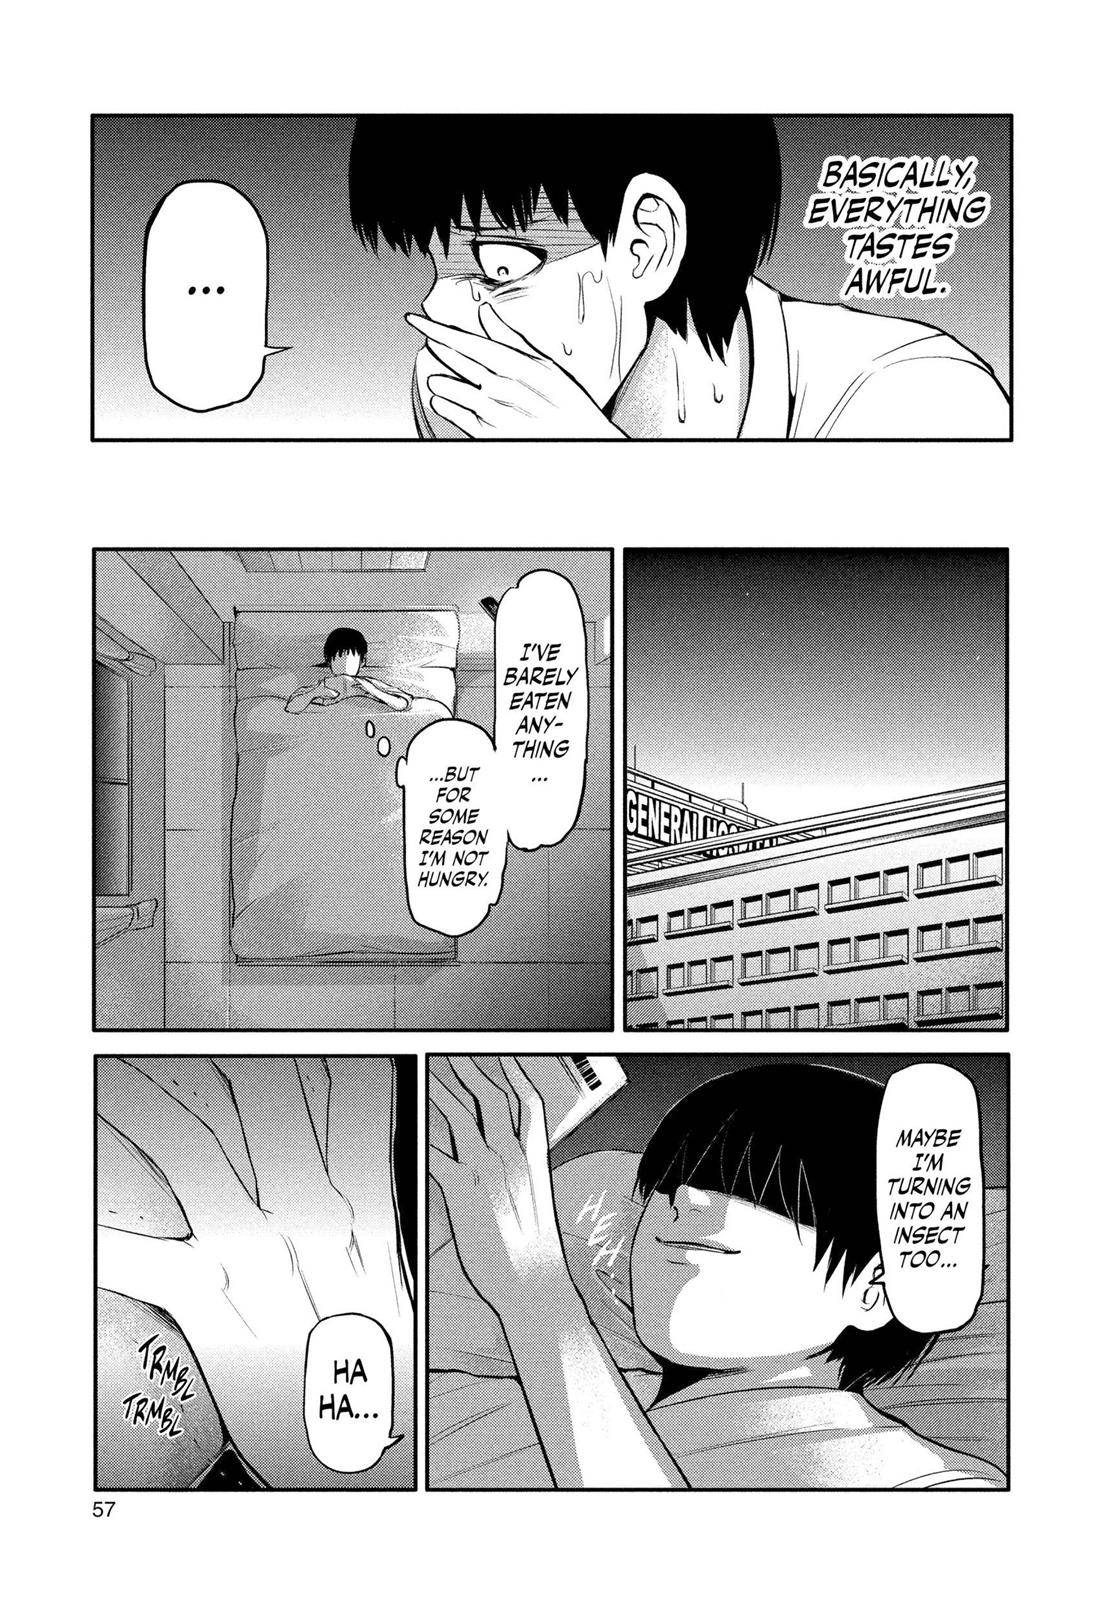 BASICALLY,
EVERYTHING
TASTES
AWFUL.
...
GENERAL HOSPITAL
I'VE
BARELY
EATEN
ANY-
THING
...
...BUT
FOR
SOME
REASON
I'M NOT
HUNGRY.
MAYBE
I'M
TURNING
INTO AN
INSECT
TOO...
HEH
HA
HA...
TRMBL
TRMBL
57